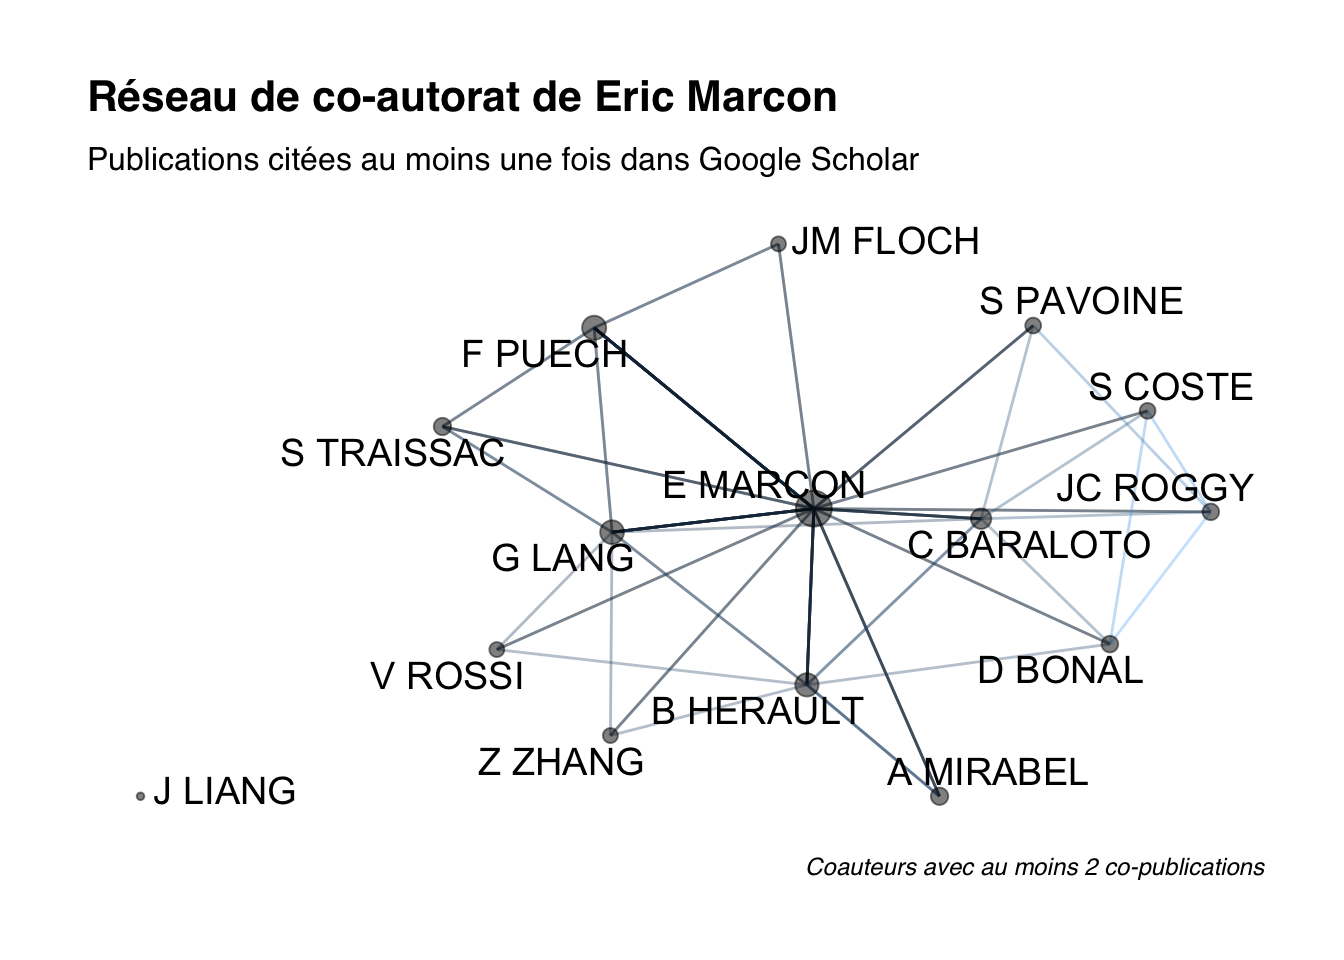 Réseau de co-autorat de Eric Marcon
Publications citées au moins une fois dans Google Scholar
JM FLOCH
S PAVOINE
F PUECH
S COSTE
S TRAISSAC
E MARCON
JC ROGGY
G LANG
C BARALOTO
V ROSSI
D BONAL
B HERAULT
Z ZHANG
A MIRABEL
J LIANG
Coauteurs avec au moins 2 co-publications